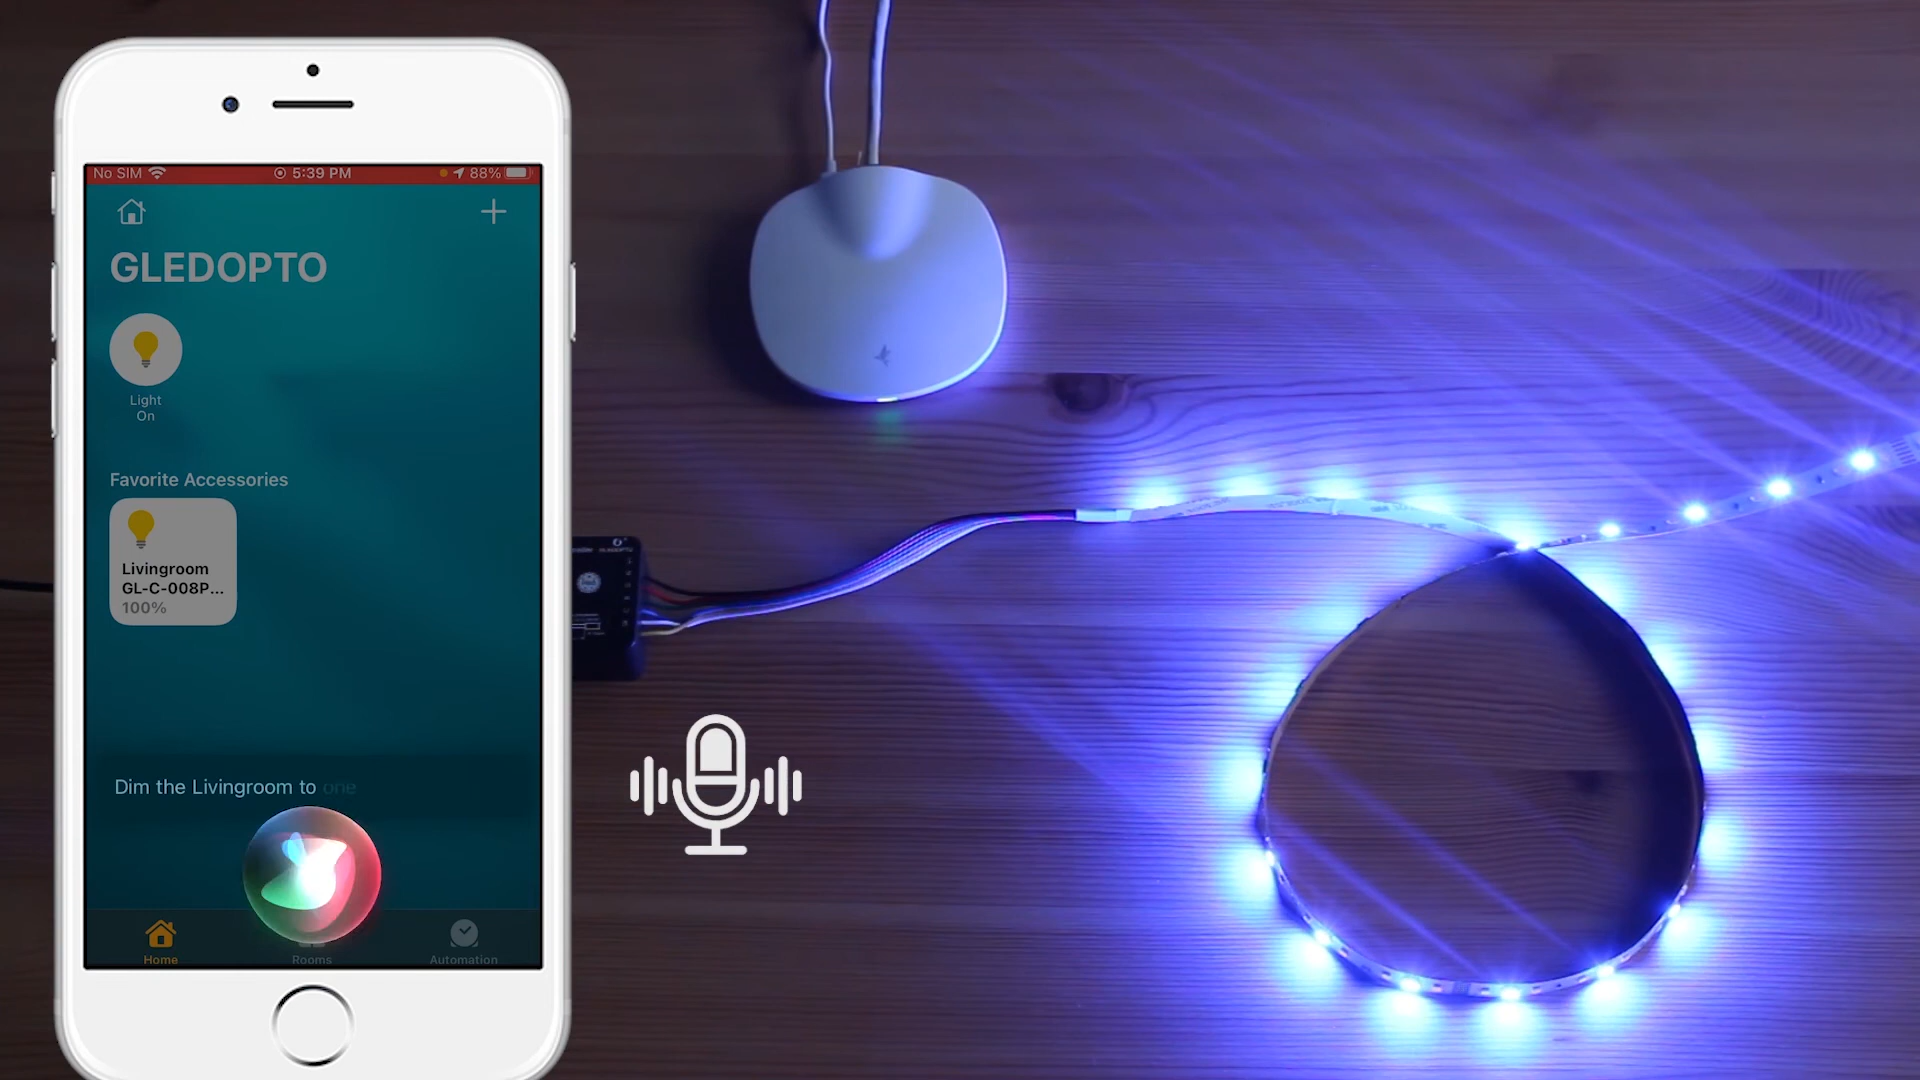 No SIM 5:39 PM 88%
GLEDOPTO
Light
On
Favorite Accessories
Livingroom
GL-C-008P...
100%
Dim the Livingroom to one
Home Rooms Automation